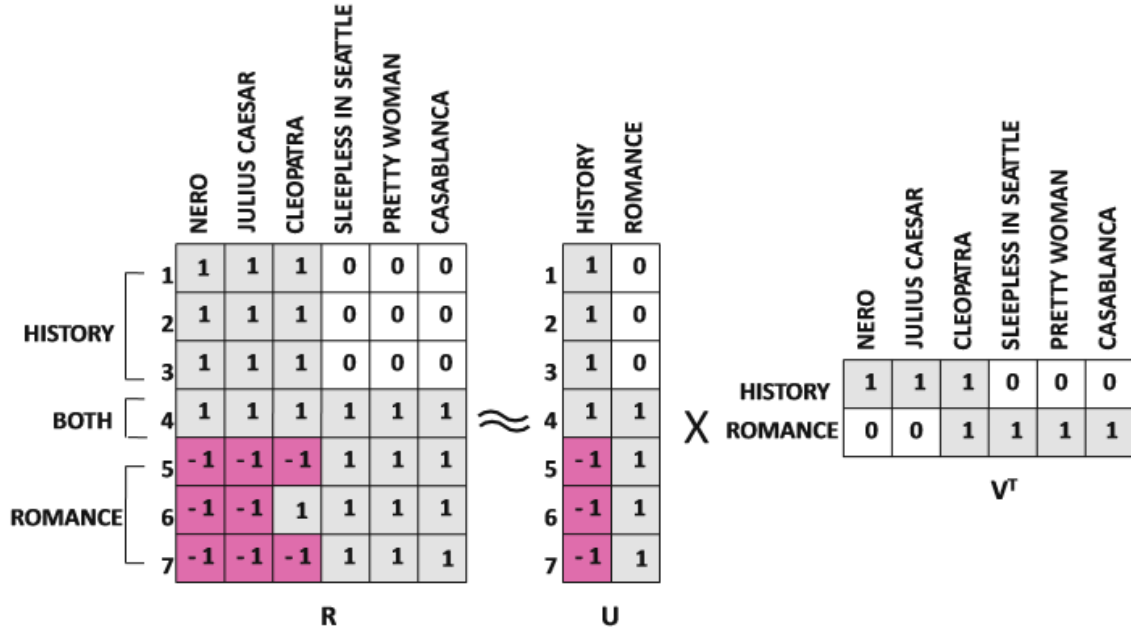 NERO
JULIUS CAESAR
CLEOPATRA
SLEEPLESS IN SEATTLE
PRETTY WOMAN
CASABLANCA
HISTORY
BOTH
ROMANCE
1 1 1 1 0 0 0
2 1 1 1 0 0 0
3 1 1 1 0 0 0
4 1 1 1 1 1 1
5 -1 -1 -1 1 1 1
6 -1 -1 1 1 1 1
7 -1 -1 -1 1 1 1
R
≈
HISTORY
ROMANCE
1 1 0
2 1 0
3 1 0
4 1 1
5 -1 1
6 -1 1
7 -1 1
U
X
NERO
JULIUS CAESAR
CLEOPATRA
SLEEPLESS IN SEATTLE
PRETTY WOMAN
CASABLANCA
HISTORY 1 1 1 0 0 0
ROMANCE 0 0 1 1 1 1
Vᵀ